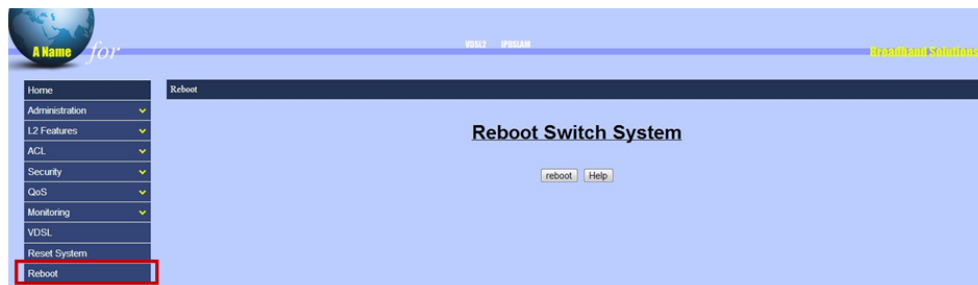 VDSL2 IPDSLAM
A Name for
Broadband Solutions
Home
Administration
L2 Features
ACL
Security
QoS
Monitoring
VDSL
Reset System
Reboot
Reboot
Reboot Switch System
reboot Help